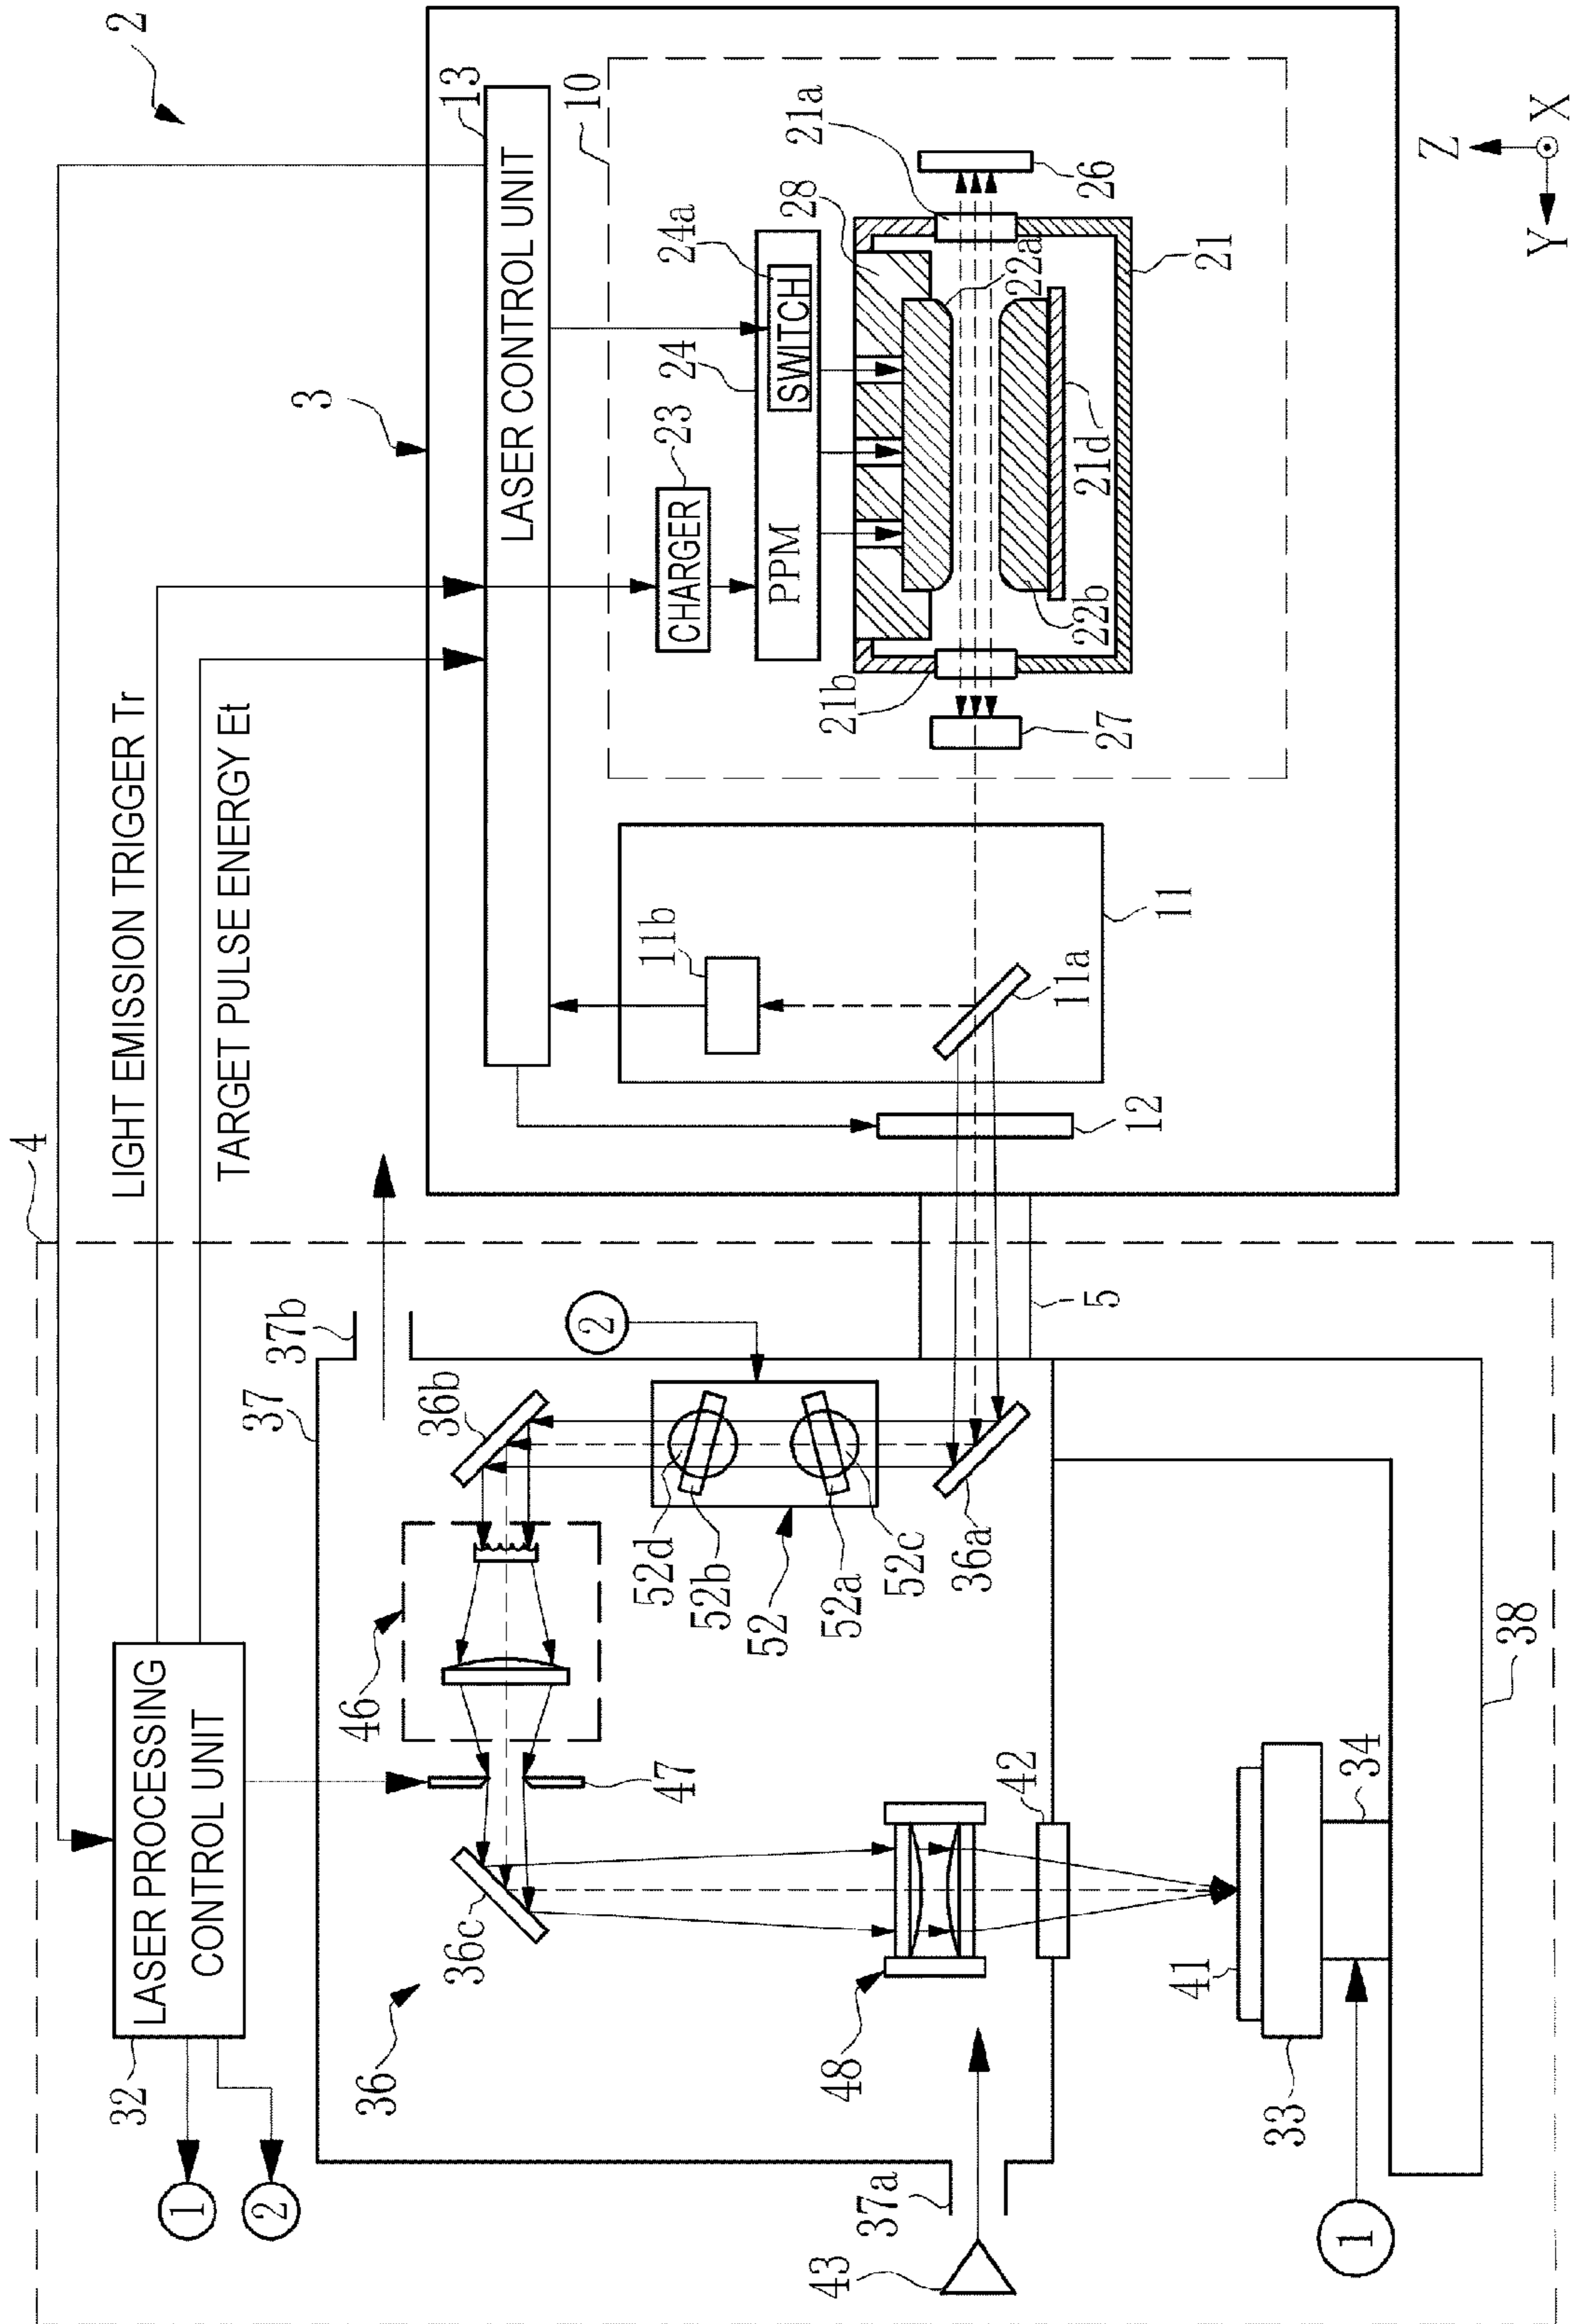 2
4
LIGHT EMISSION TRIGGER Tr
TARGET PULSE ENERGY Et
LASER PROCESSING
CONTROL UNIT
32
1
2
3
13
LASER CONTROL UNIT
10
CHARGER
23
24
24a
SWITCH
PPM
28
21a
26
22a
21
21d
22b
21b
27
11
11a
11b
12
5
37b
37
2
36b
52d
52b
52
52a
52c
36a
46
47
36c
36
48
42
37a
43
41
33
34
38
1
Z
Y
X